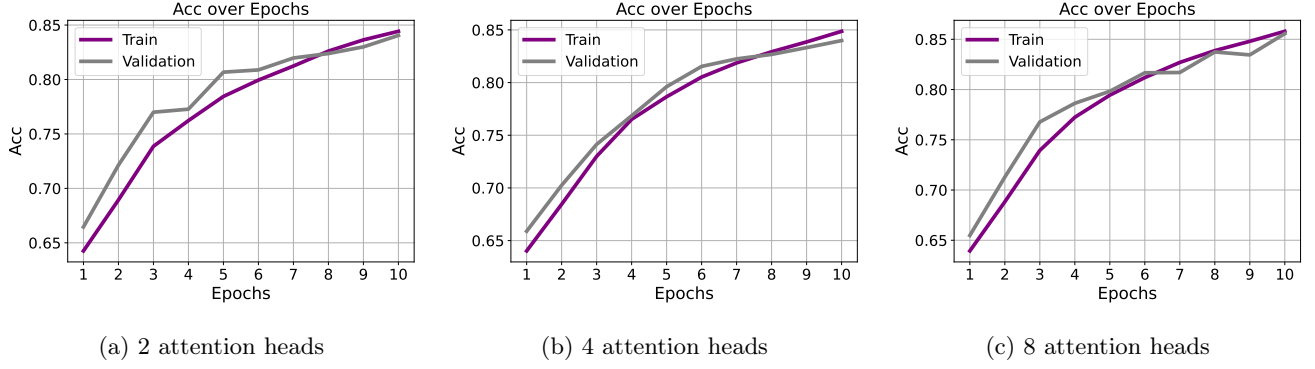 Acc over Epochs
Train
Validation
0.85
0.80
0.75
0.70
0.65
Acc
1 2 3 4 5 6 7 8 9 10
Epochs
(a) 2 attention heads
Acc over Epochs
Train
Validation
0.85
0.80
0.75
0.70
0.65
Acc
1 2 3 4 5 6 7 8 9 10
Epochs
(b) 4 attention heads
Acc over Epochs
Train
Validation
0.85
0.80
0.75
0.70
0.65
Acc
1 2 3 4 5 6 7 8 9 10
Epochs
(c) 8 attention heads